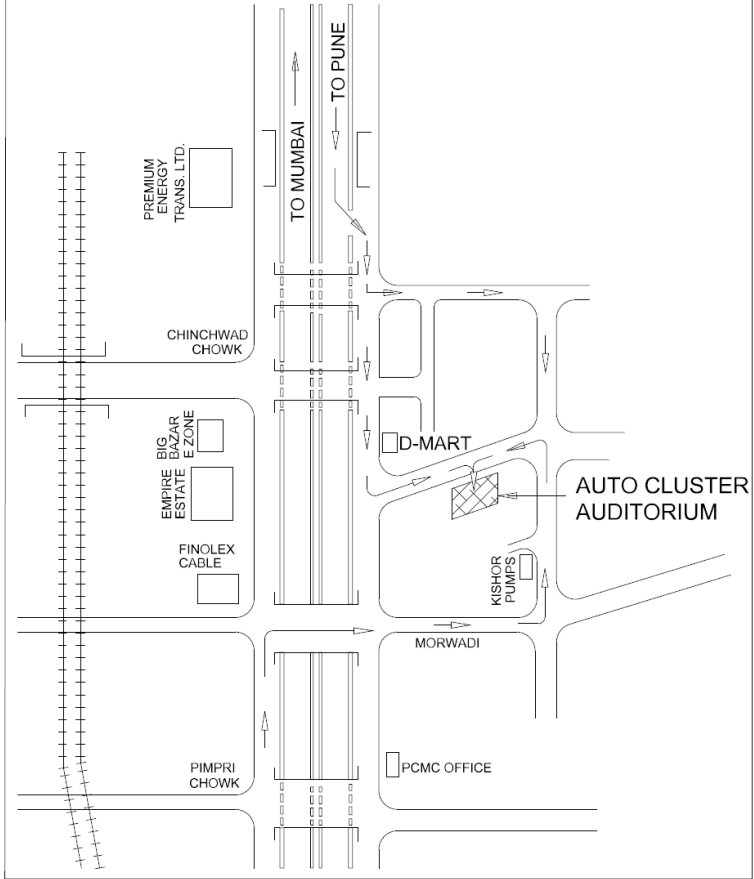 TO MUMBAI
TO PUNE
PREMIUM
ENERGY
TRANS. LTD.
CHINCHWAD
CHOWK
BIG
BAZAR
E ZONE
D-MART
EMPIRE
ESTATE
AUTO CLUSTER
AUDITORIUM
FINOLEX
CABLE
KISHOR
PUMPS
MORWADI
PIMPRI
CHOWK
PCMC OFFICE